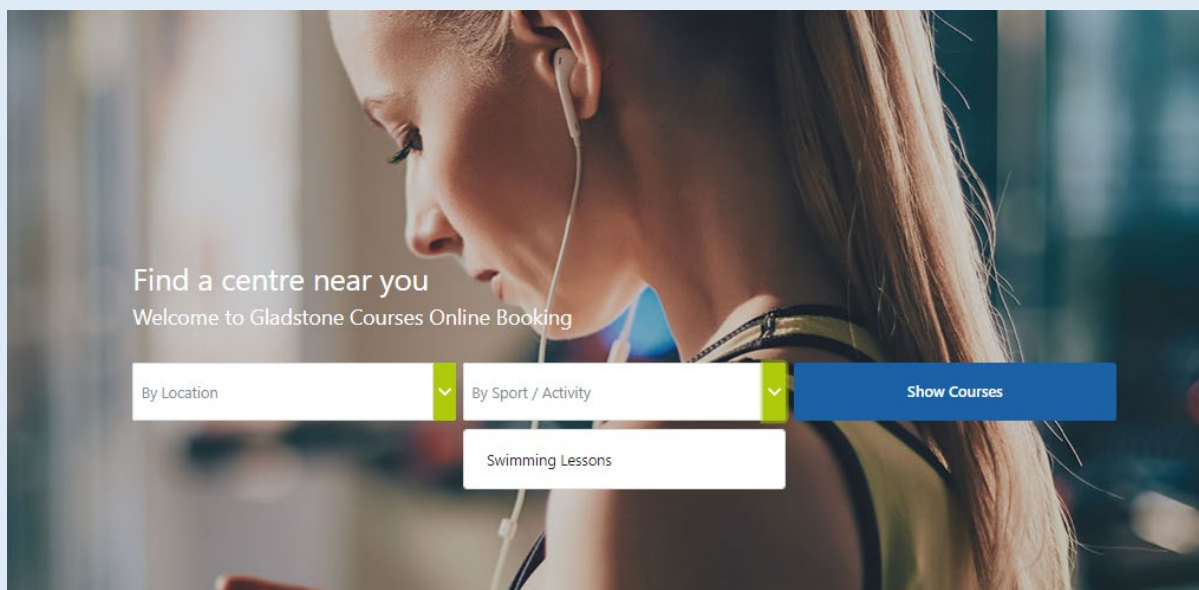 Find a centre near you
Welcome to Gladstone Courses Online Booking
By Location
By Sport / Activity
Show Courses
Swimming Lessons